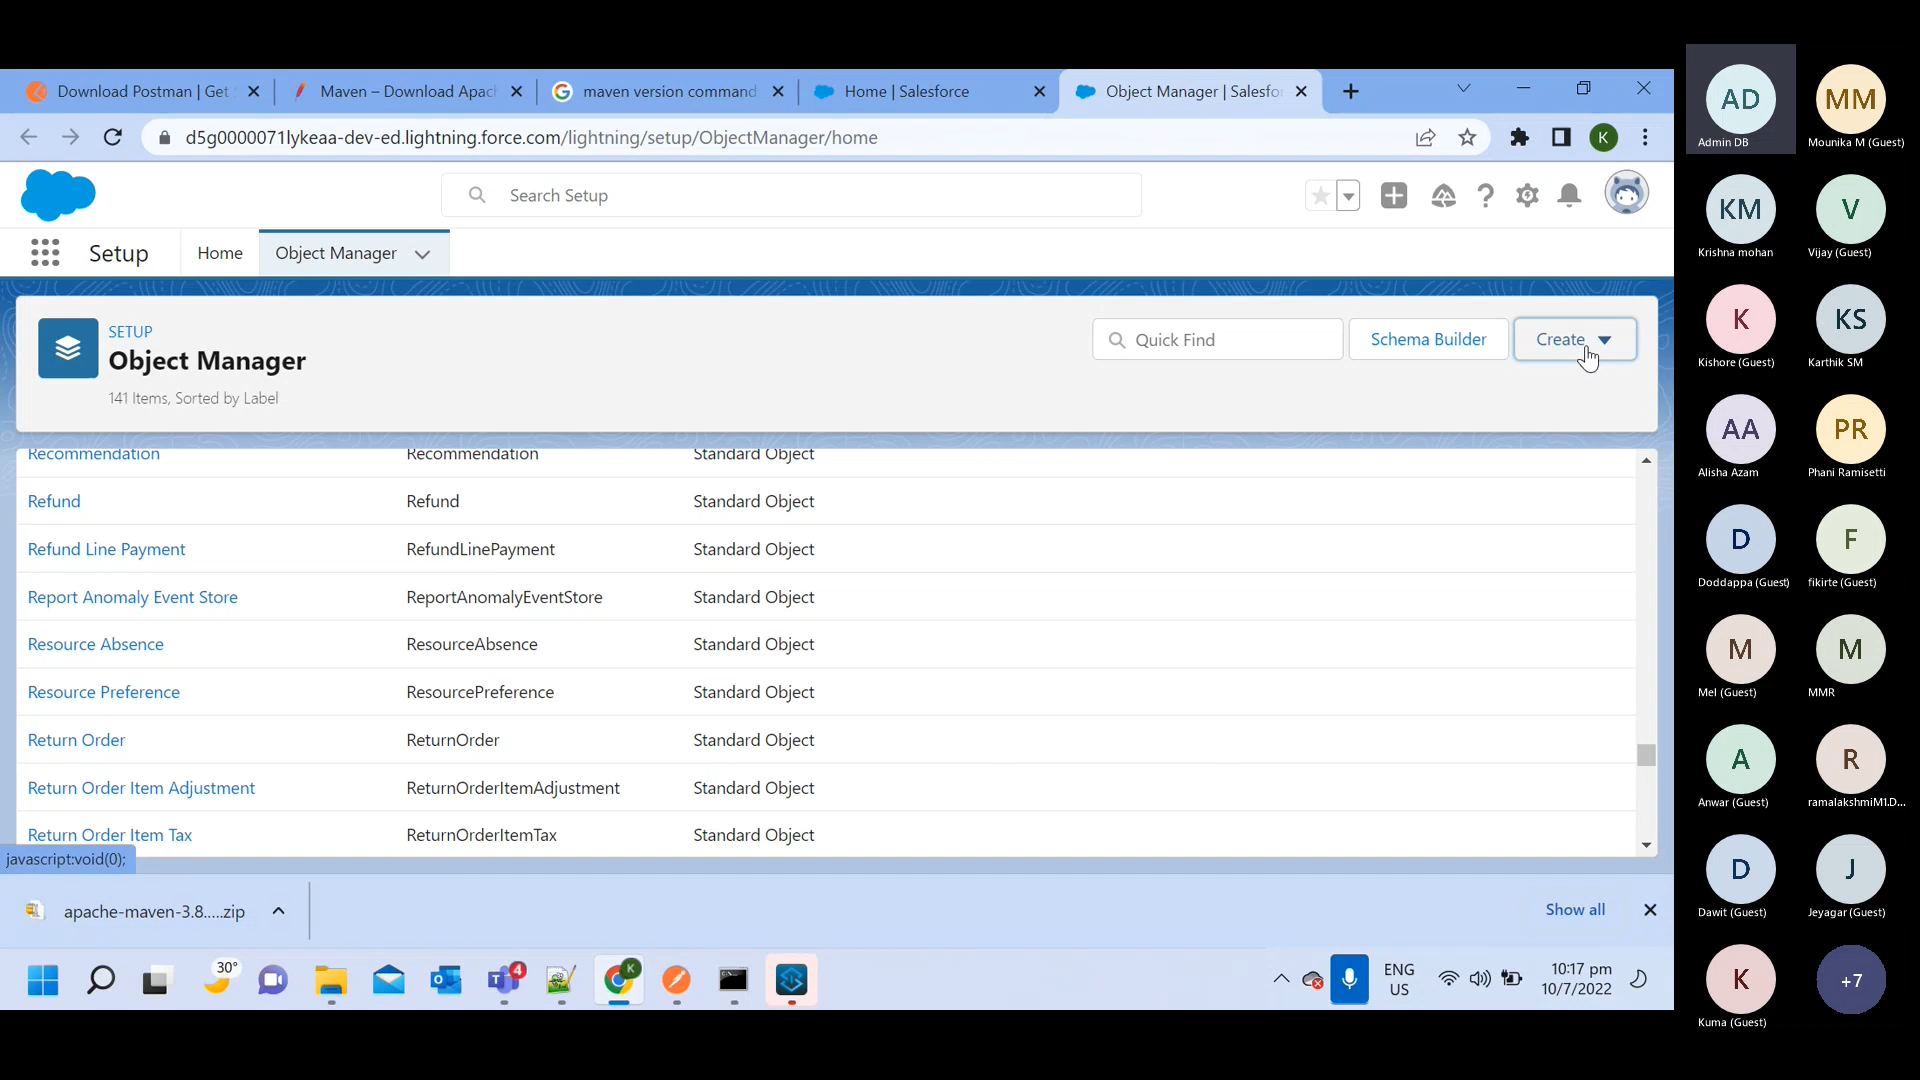 Download Postman | Get S
Maven – Download Apac
maven version command
Home | Salesforce
Object Manager | Salesfor
d5g0000071lykeaa-dev-ed.lightning.force.com/lightning/setup/ObjectManager/home
K
Search Setup
Setup
Home
Object Manager
SETUP
Object Manager
141 Items, Sorted by Label
Quick Find
Schema Builder
Create
Recommendation Recommendation Standard Object
Refund Refund Standard Object
Refund Line Payment RefundLinePayment Standard Object
Report Anomaly Event Store ReportAnomalyEventStore Standard Object
Resource Absence ResourceAbsence Standard Object
Resource Preference ResourcePreference Standard Object
Return Order ReturnOrder Standard Object
Return Order Item Adjustment ReturnOrderItemAdjustment Standard Object
Return Order Item Tax ReturnOrderItemTax Standard Object
javascript:void(0);
apache-maven-3.8.....zip
Show all
30°
4
K
ENG
US
10:17 pm
10/7/2022
AD
Admin DB
MM
Mounika M (Guest)
KM
Krishna mohan
V
Vijay (Guest)
K
Kishore (Guest)
KS
Karthik SM
AA
Alisha Azam
PR
Phani Ramisetti
D
Doddappa (Guest)
F
fikirte (Guest)
M
Mel (Guest)
M
MMR
A
Anwar (Guest)
R
ramalakshmiM1.D...
D
Dawit (Guest)
J
Jeyagar (Guest)
K
Kuma (Guest)
+7